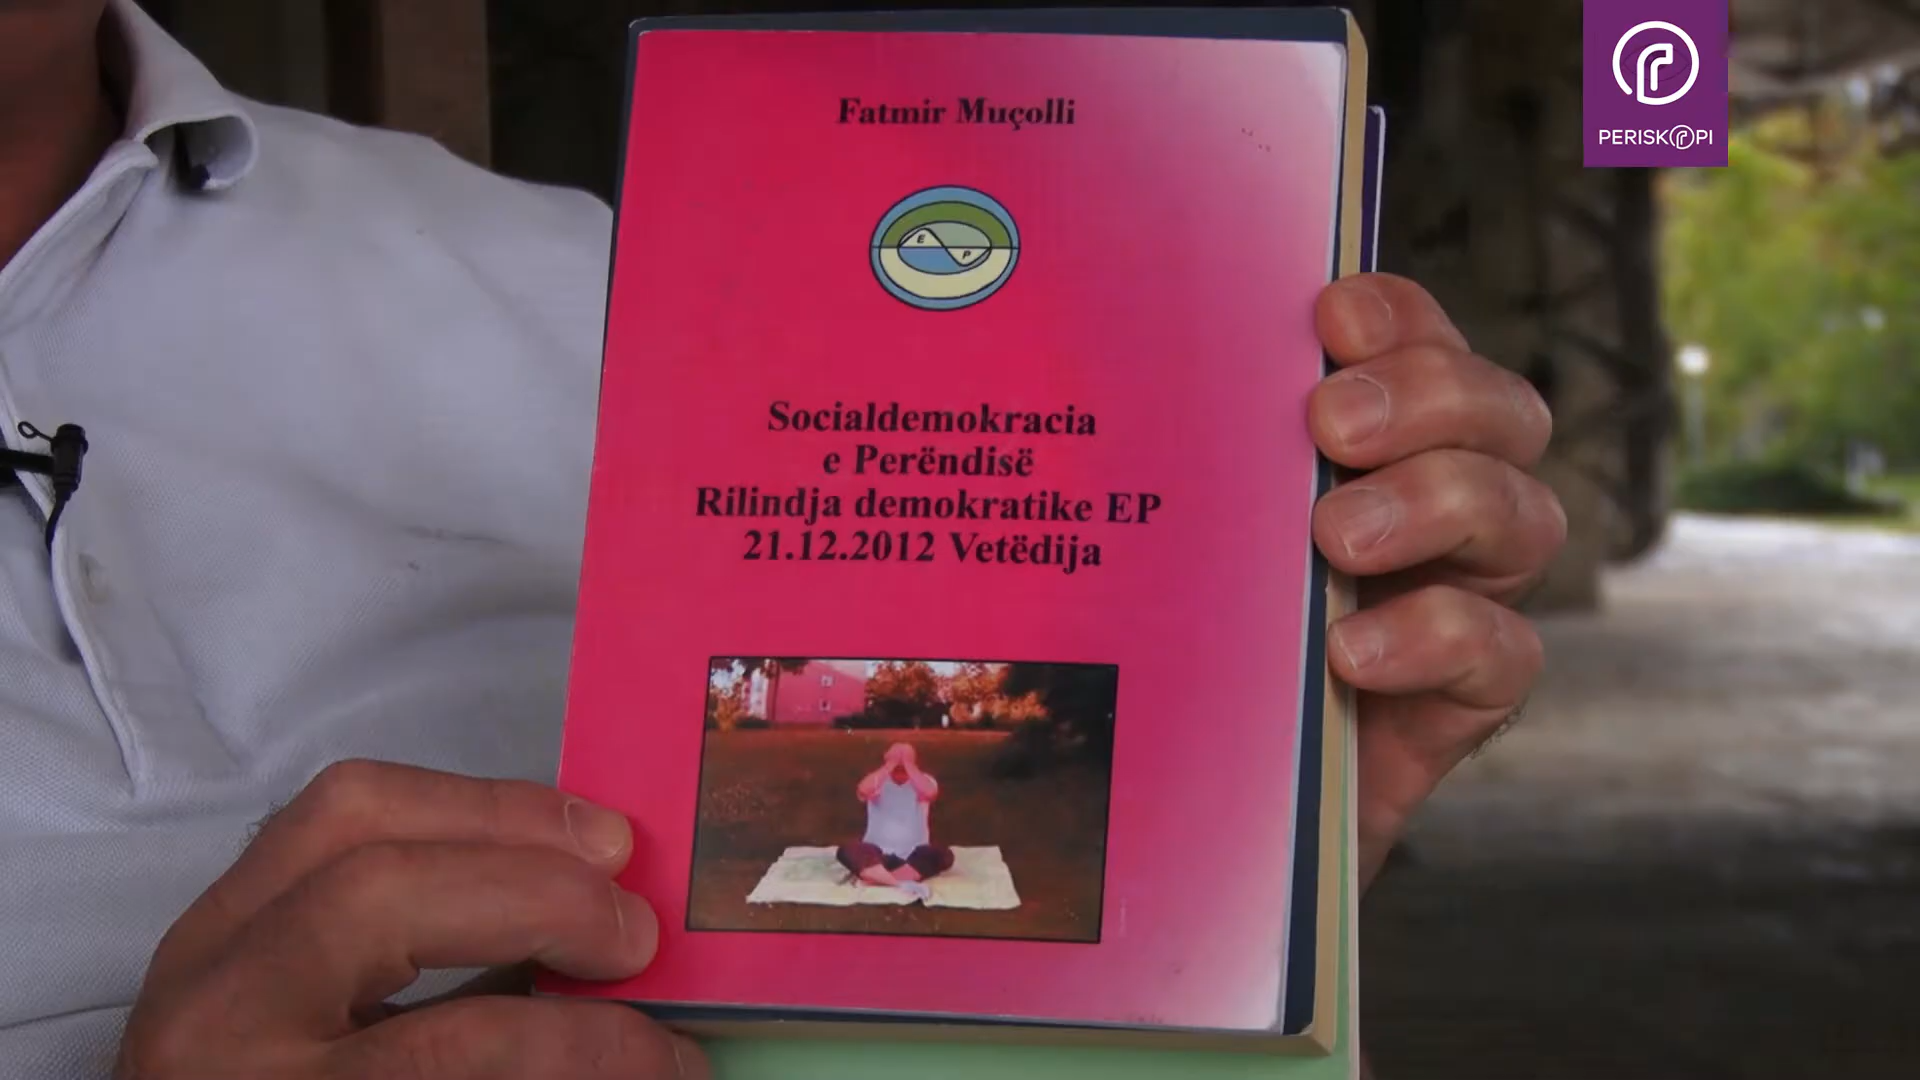 Fatmir Muçolli
E
P
Socialdemokracia
e Perëndisë
Rilindja demokratike EP
21.12.2012 Vetëdija
PERISKOPI